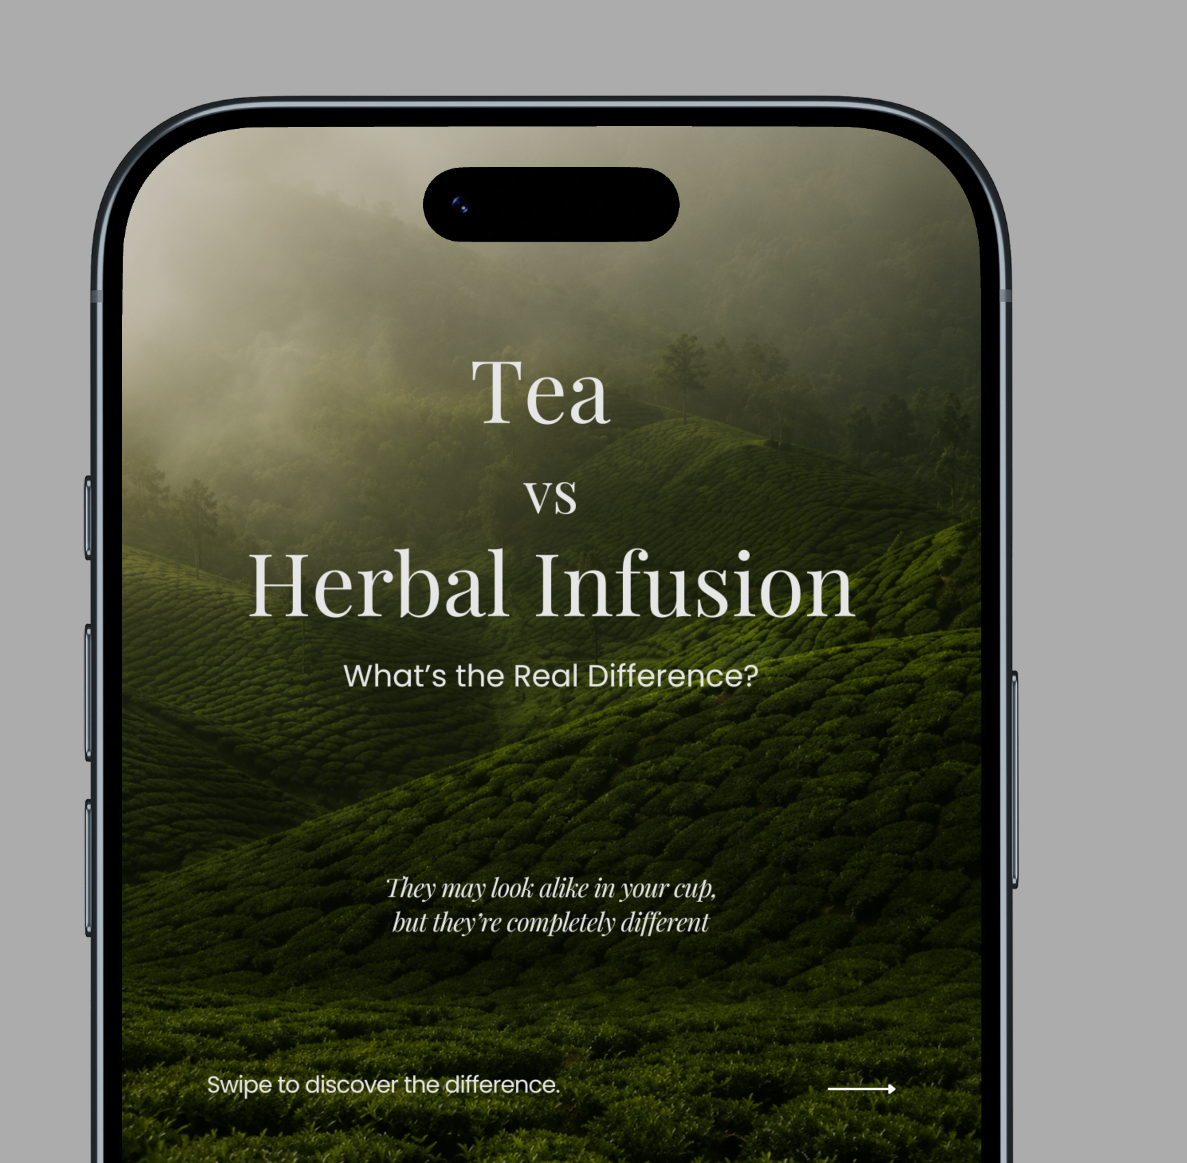 Tea
vs
Herbal Infusion
What’s the Real Difference?
They may look alike in your cup,
but they’re completely different
Swipe to discover the difference.